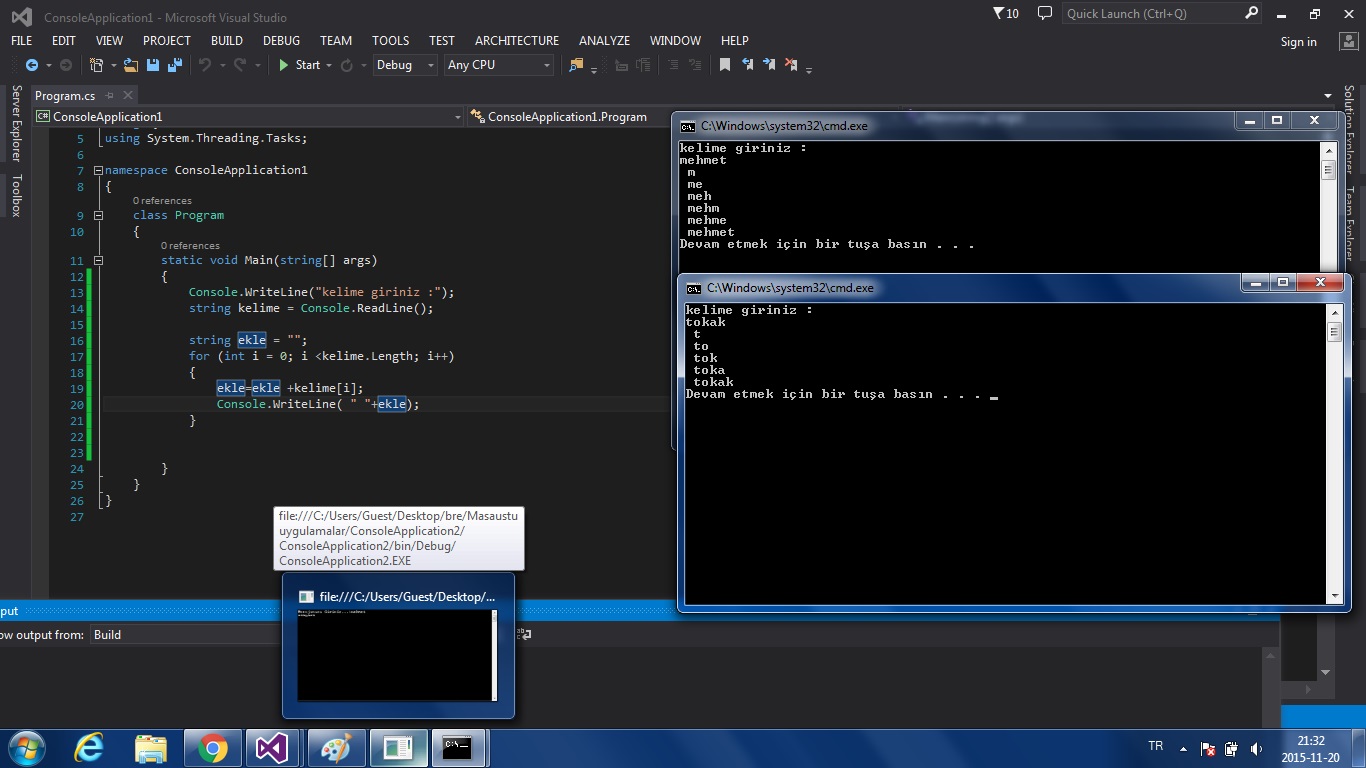 ConsoleApplication1 - Microsoft Visual Studio
10
Quick Launch (Ctrl+Q)
FILE EDIT VIEW PROJECT BUILD DEBUG TEAM TOOLS TEST ARCHITECTURE ANALYZE WINDOW HELP
Sign in
Start Debug Any CPU
Server Explorer
Toolbox
Program.cs
ConsoleApplication1
ConsoleApplication1.Program
Solution Explorer
Team Explorer
5 using System.Threading.Tasks;
6
7 namespace ConsoleApplication1
8 {
0 references
9 class Program
10 {
0 references
11 static void Main(string[] args)
12 {
13 Console.WriteLine("kelime giriniz :");
14 string kelime = Console.ReadLine();
15
16 string ekle = "";
17 for (int i = 0; i <kelime.Length; i++)
18 {
19 ekle=ekle +kelime[i];
20 Console.WriteLine( " "+ekle);
21 }
22
23
24 }
25 }
26 }
27
C:\Windows\system32\cmd.exe
kelime giriniz :
mehmet
m
me
meh
mehm
mehme
mehmet
Devam etmek için bir tuşa basın . . .
C:\Windows\system32\cmd.exe
kelime giriniz :
tokak
t
to
tok
toka
tokak
Devam etmek için bir tuşa basın . . .
file:///C:/Users/Guest/Desktop/bre/Masaustu
uygulamalar/ConsoleApplication2/
ConsoleApplication2/bin/Debug/
ConsoleApplication2.EXE
file:///C:/Users/Guest/Desktop/...
put
ow output from: Build
TR
21:32
2015-11-20